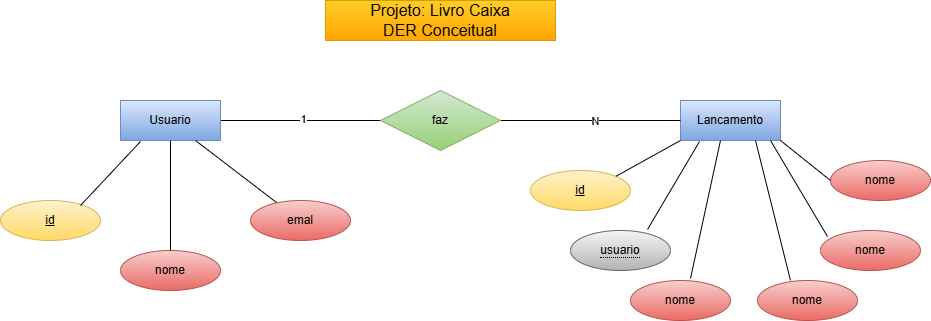 Projeto: Livro Caixa
DER Conceitual
Usuario
1
faz
N
Lancamento
id
nome
emal
id
usuario
nome
nome
nome
nome